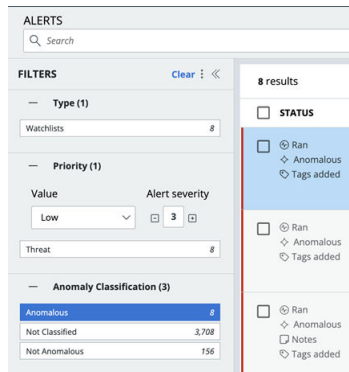 ALERTS
Search
FILTERS
Clear
Type (1)
Watchlists 8
Priority (1)
Value Alert severity
Low 3
Threat 8
Anomaly Classification (3)
Anomalous 8
Not Classified 3,708
Not Anomalous 156
8 results
STATUS
Ran
Anomalous
Tags added
Ran
Anomalous
Tags added
Ran
Anomalous
Notes
Tags added